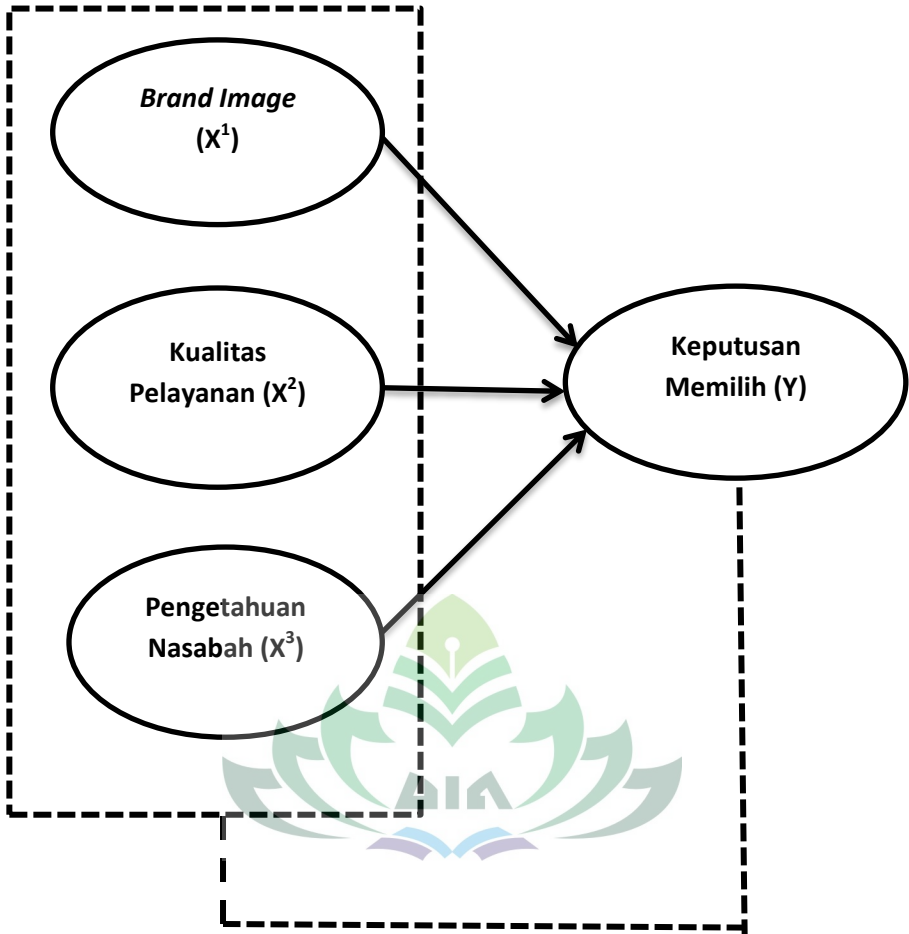 Brand Image
(X¹)
Kualitas
Pelayanan (X²)
Keputusan
Memilih (Y)
Pengetahuan
Nasabah (X³)